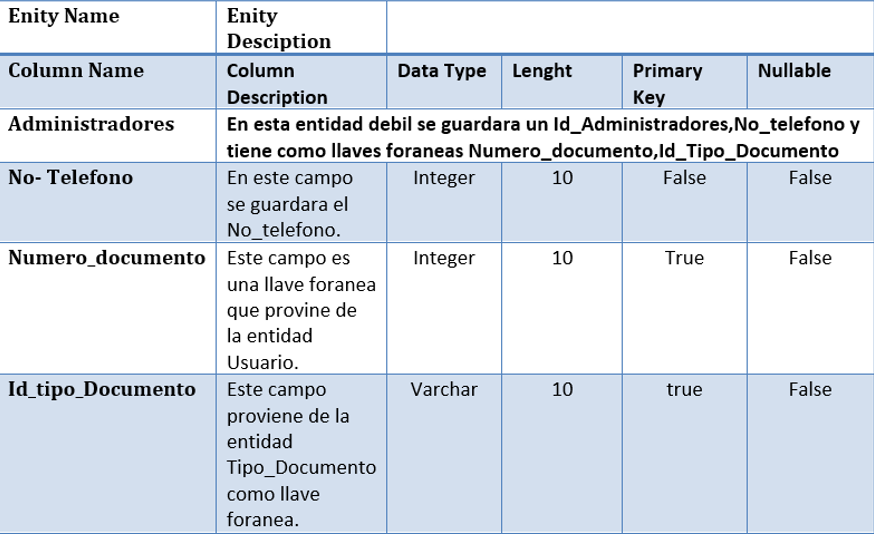 Enity Name
Enity
Desciption
Column Name
Column
Description
Data Type
Lenght
Primary
Key
Nullable
Administradores
En esta entidad debil se guardara un Id_Administradores,No_telefono y
tiene como llaves foraneas Numero_documento,Id_Tipo_Documento
No- Telefono
En este campo
se guardara el
No_telefono.
Integer
10
False
False
Numero_documento
Este campo es
una llave foranea
que provine de
la entidad
Usuario.
Integer
10
True
False
Id_tipo_Documento
Este campo
proviene de la
entidad
Tipo_Documento
como llave
foranea.
Varchar
10
true
False